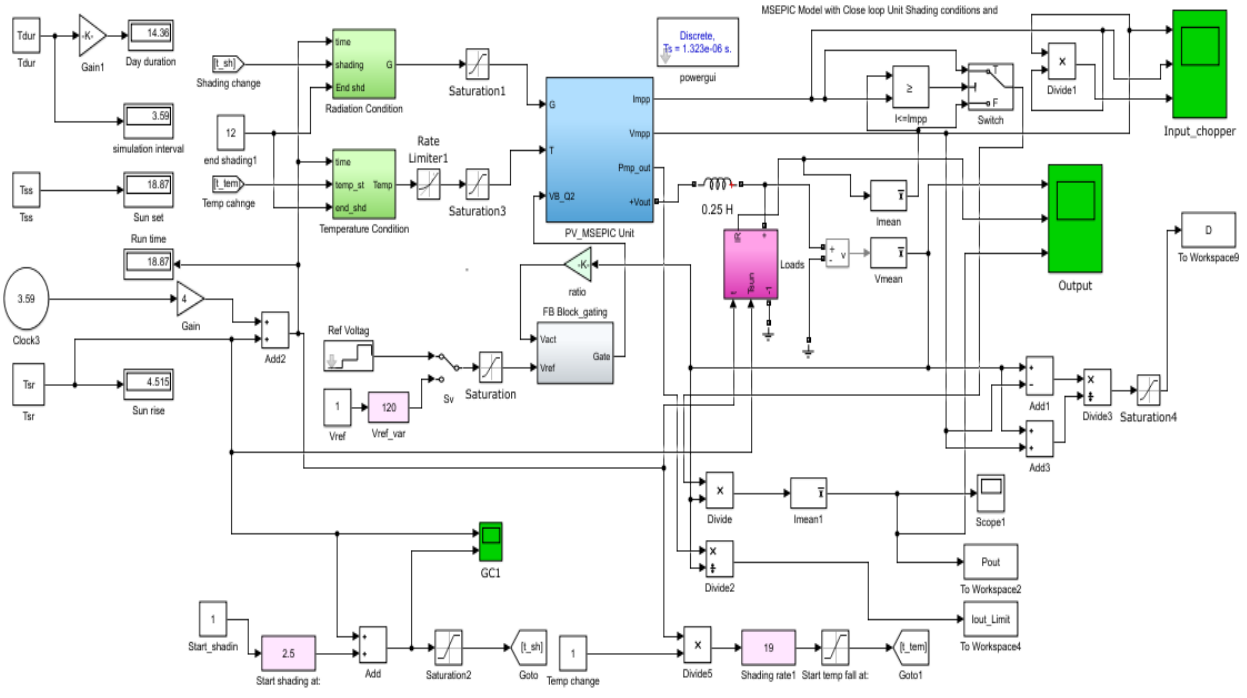 MSEPIC Model with Close loop Unit Shading conditions and
Tdur
Tdur
-K-
Gain1
14.36
Day duration
3.59
simulation interval
Tss
Tss
18.87
Sun set
Run time
18.87
3.59
Clock3
4
Gain
+
+
Add2
Tsr
Tsr
4.515
Sun rise
[t_sh]
Shading change
12
end shading1
[t_tem]
Temp cahnge
time
shading
End shd
G
Radiation Condition
time
temp_st
end_shd
Temp
Temperature Condition
Saturation1
Rate
Limiter1
Saturation3
G
T
VB_Q2
Impp
Vmpp
Pmp_out
+Vout
PV_MSEPIC Unit
Discrete,
Ts = 1.323e-06 s.
powergui
≥
I<=Impp
T
F
Switch
×
Divide1
Input_chopper
0.25 H
IR
+
t
Tsun
-1
Loads
+
-
v
Imean
Vmean
Output
D
To Workspace9
-K-
ratio
FB Block_gating
Vact
Vref
Gate
Ref Voltag
1
Vref
120
Vref_var
Sv
Saturation
+
−
Add1
+
+
Add3
×
÷
Divide3
Saturation4
×
Divide
x
Imean1
Scope1
×
÷
Divide2
Pout
To Workspace2
Iout_Limit
To Workspace4
GC1
1
Start_shadin
2.5
Start shading at:
+
+
Add
Saturation2
[t_sh]
Goto
1
Temp change
×
Divide5
19
Shading rate1
Start temp fall at:
[t_tem]
Goto1